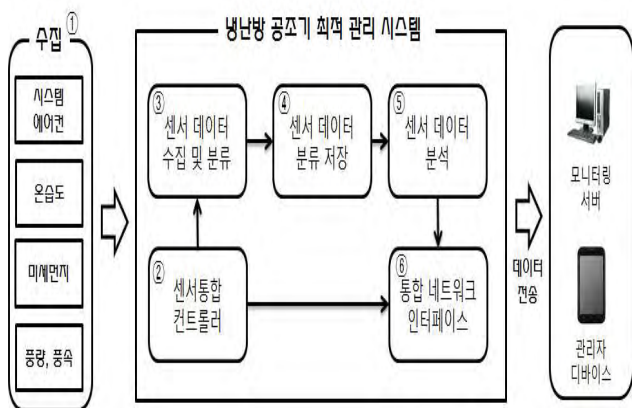 수집 ①
시스템
에어컨
온습도
미세먼지
풍량, 풍속
냉난방 공조기 최적 관리 시스템
③
센서 데이터
수집 및 분류
④
센서 데이터
분류 저장
⑤
센서 데이터
분석
②
센서통합
컨트롤러
⑥
통합 네트워크
인터페이스
데이터
전송
모니터링
서버
관리자
디바이스